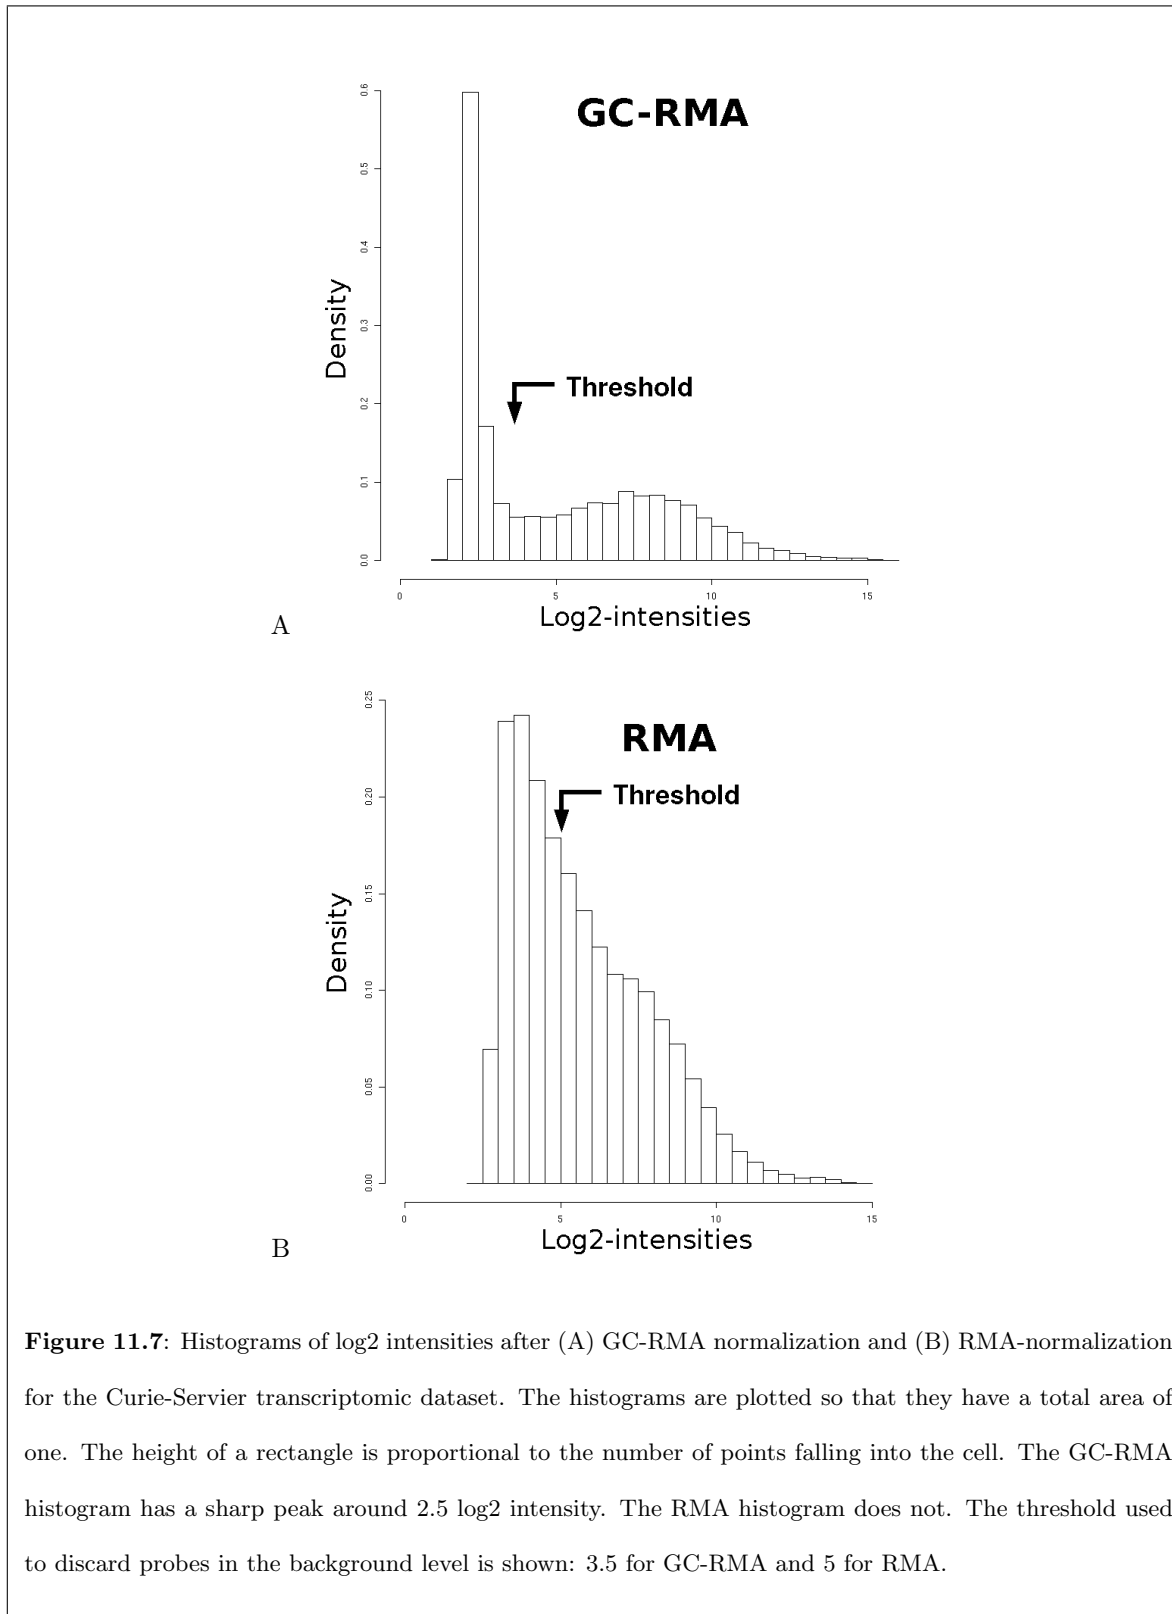 GC-RMA
0.6
0.5
0.4
0.3
0.2
0.1
0.0
Density
Threshold
0 5 10 15
Log2-intensities
A
RMA
0.25
0.20
0.15
0.10
0.05
0.00
Density
Threshold
0 5 10 15
Log2-intensities
B
Figure 11.7: Histograms of log2 intensities after (A) GC-RMA normalization and (B) RMA-normalization
for the Curie-Servier transcriptomic dataset. The histograms are plotted so that they have a total area of
one. The height of a rectangle is proportional to the number of points falling into the cell. The GC-RMA
histogram has a sharp peak around 2.5 log2 intensity. The RMA histogram does not. The threshold used
to discard probes in the background level is shown: 3.5 for GC-RMA and 5 for RMA.